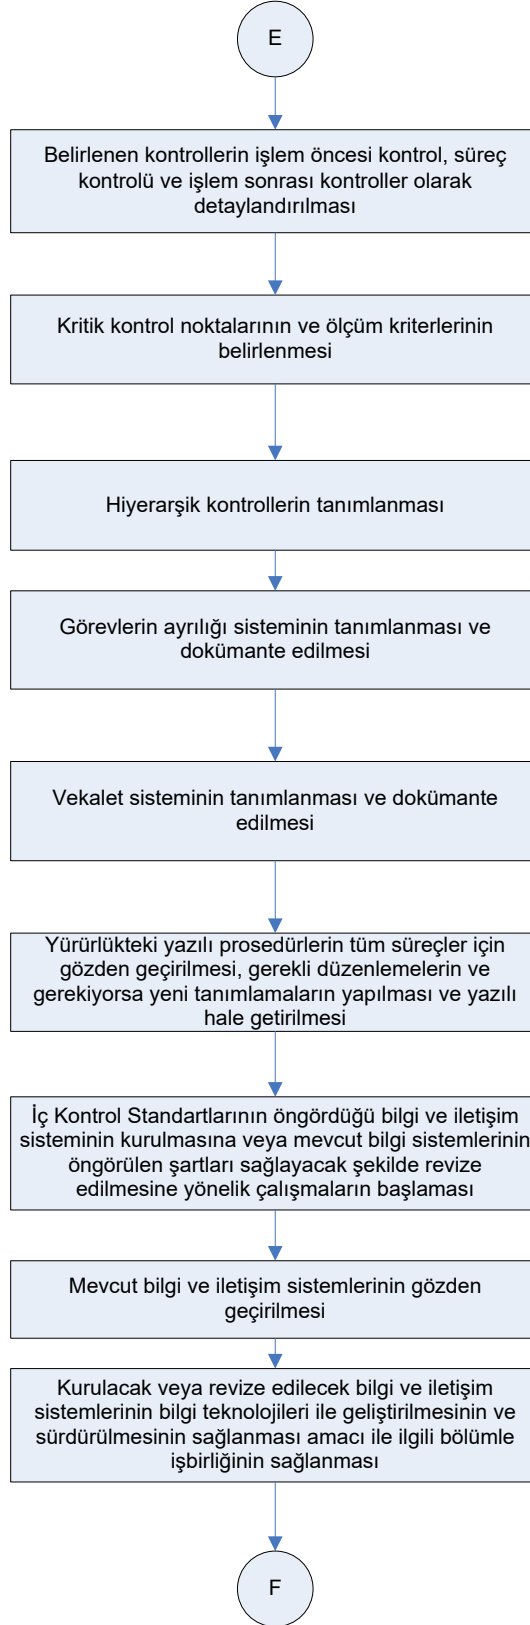 E
Belirlenen kontrollerin işlem öncesi kontrol, süreç
kontrolü ve işlem sonrası kontroller olarak
detaylandırılması
Kritik kontrol noktalarının ve ölçüm kriterlerinin
belirlenmesi
Hiyerarşik kontrollerin tanımlanması
Görevlerin ayrılığı sisteminin tanımlanması ve
dokümante edilmesi
Vekalet sisteminin tanımlanması ve dokümante
edilmesi
Yürürlükteki yazılı prosedürlerin tüm süreçler için
gözden geçirilmesi, gerekli düzenlemelerin ve
gerekiyorsa yeni tanımlamaların yapılması ve yazılı
hale getirilmesi
İç Kontrol Standartlarının öngördüğü bilgi ve iletişim
sisteminin kurulmasına veya mevcut bilgi sistemlerinin
öngörülen şartları sağlayacak şekilde revize
edilmesine yönelik çalışmaların başlaması
Mevcut bilgi ve iletişim sistemlerinin gözden
geçirilmesi
Kurulacak veya revize edilecek bilgi ve iletişim
sistemlerinin bilgi teknolojileri ile geliştirilmesinin ve
sürdürülmesinin sağlanması amacı ile ilgili bölümle
işbirliğinin sağlanması
F